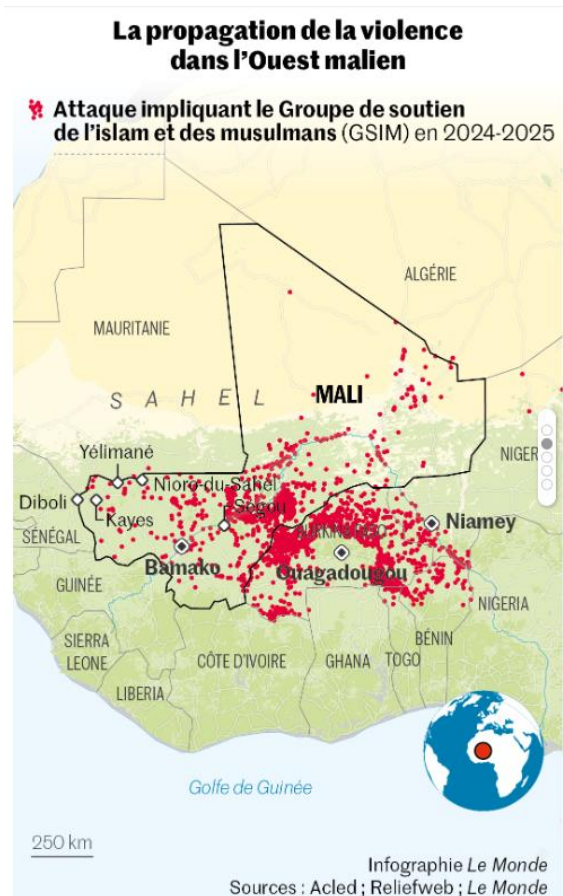 La propagation de la violence
dans l'Ouest malien
Attaque impliquant le Groupe de soutien
de l'islam et des musulmans (GSIM) en 2024-2025
ALGÉRIE
MAURITANIE
SAHEL
MALI
Yélimané
NIGER
Nioro-du-Sahel
Diboli
Kayes
Ségou
Niamey
SÉNÉGAL
BURKINA FASO
Bamako
Ouagadougou
GUINÉE
NIGERIA
BÉNIN
SIERRA
LEONE
CÔTE D'IVOIRE
GHANA
TOGO
LIBERIA
Golfe de Guinée
250 km
Infographie Le Monde
Sources : Acled ; Reliefweb ; Le Monde